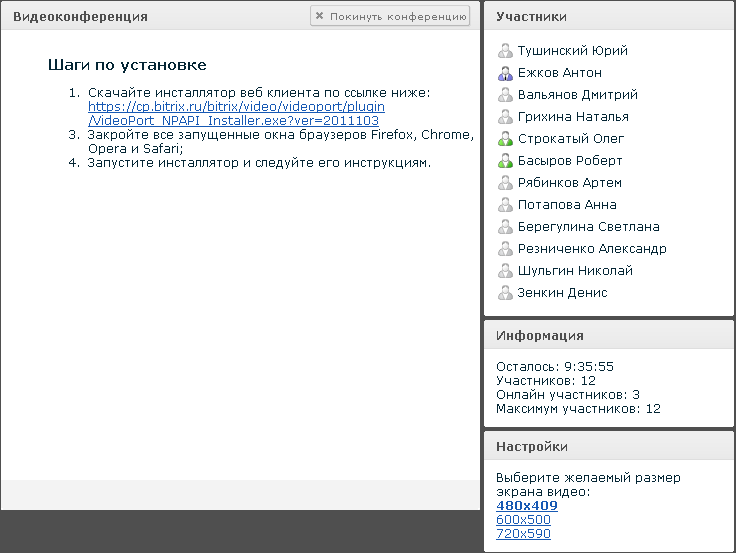 Видеоконференция
Покинуть конференцию
Шаги по установке
1. Скачайте инсталлятор веб клиента по ссылке ниже:
https://cp.bitrix.ru/bitrix/video/videoport/plugin
/VideoPort_NPAPI_Installer.exe?ver=2011103
3. Закройте все запущенные окна браузеров Firefox, Chrome,
Opera и Safari;
4. Запустите инсталлятор и следуйте его инструкциям.
Участники
Тушинский Юрий
Ежков Антон
Вальянов Дмитрий
Грихина Наталья
Строкатый Олег
Басыров Роберт
Рябинков Артем
Потапова Анна
Берегулина Светлана
Резниченко Александр
Шульгин Николай
Зенкин Денис
Информация
Осталось: 9:35:55
Участников: 12
Онлайн участников: 3
Максимум участников: 12
Настройки
Выберите желаемый размер
экрана видео:
480x409
600x500
720x590